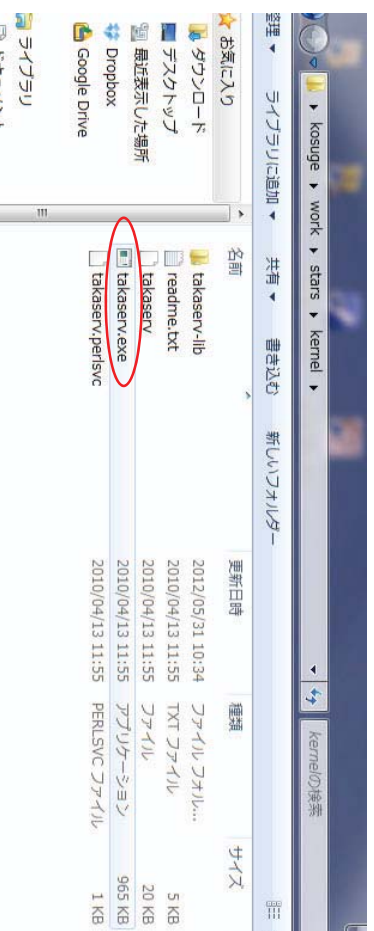 kosuge ▸ work ▸ stars ▸ kernel ▸
kernelの検索
整理 ▾ ライブラリに追加 ▾ 共有 ▾ 書き込む 新しいフォルダー
お気に入り
ダウンロード
デスクトップ
最近表示した場所
Dropbox
Google Drive
ライブラリ
ドキュメント
名前 更新日時 種類 サイズ
takaserv-lib 2012/05/31 10:34 ファイル フォル...
readme.txt 2010/04/13 11:55 TXT ファイル 5 KB
takaserv 2010/04/13 11:55 ファイル 20 KB
takaserv.exe 2010/04/13 11:55 アプリケーション 965 KB
takaserv.perlsvc 2010/04/13 11:55 PERLSVC ファイル 1 KB